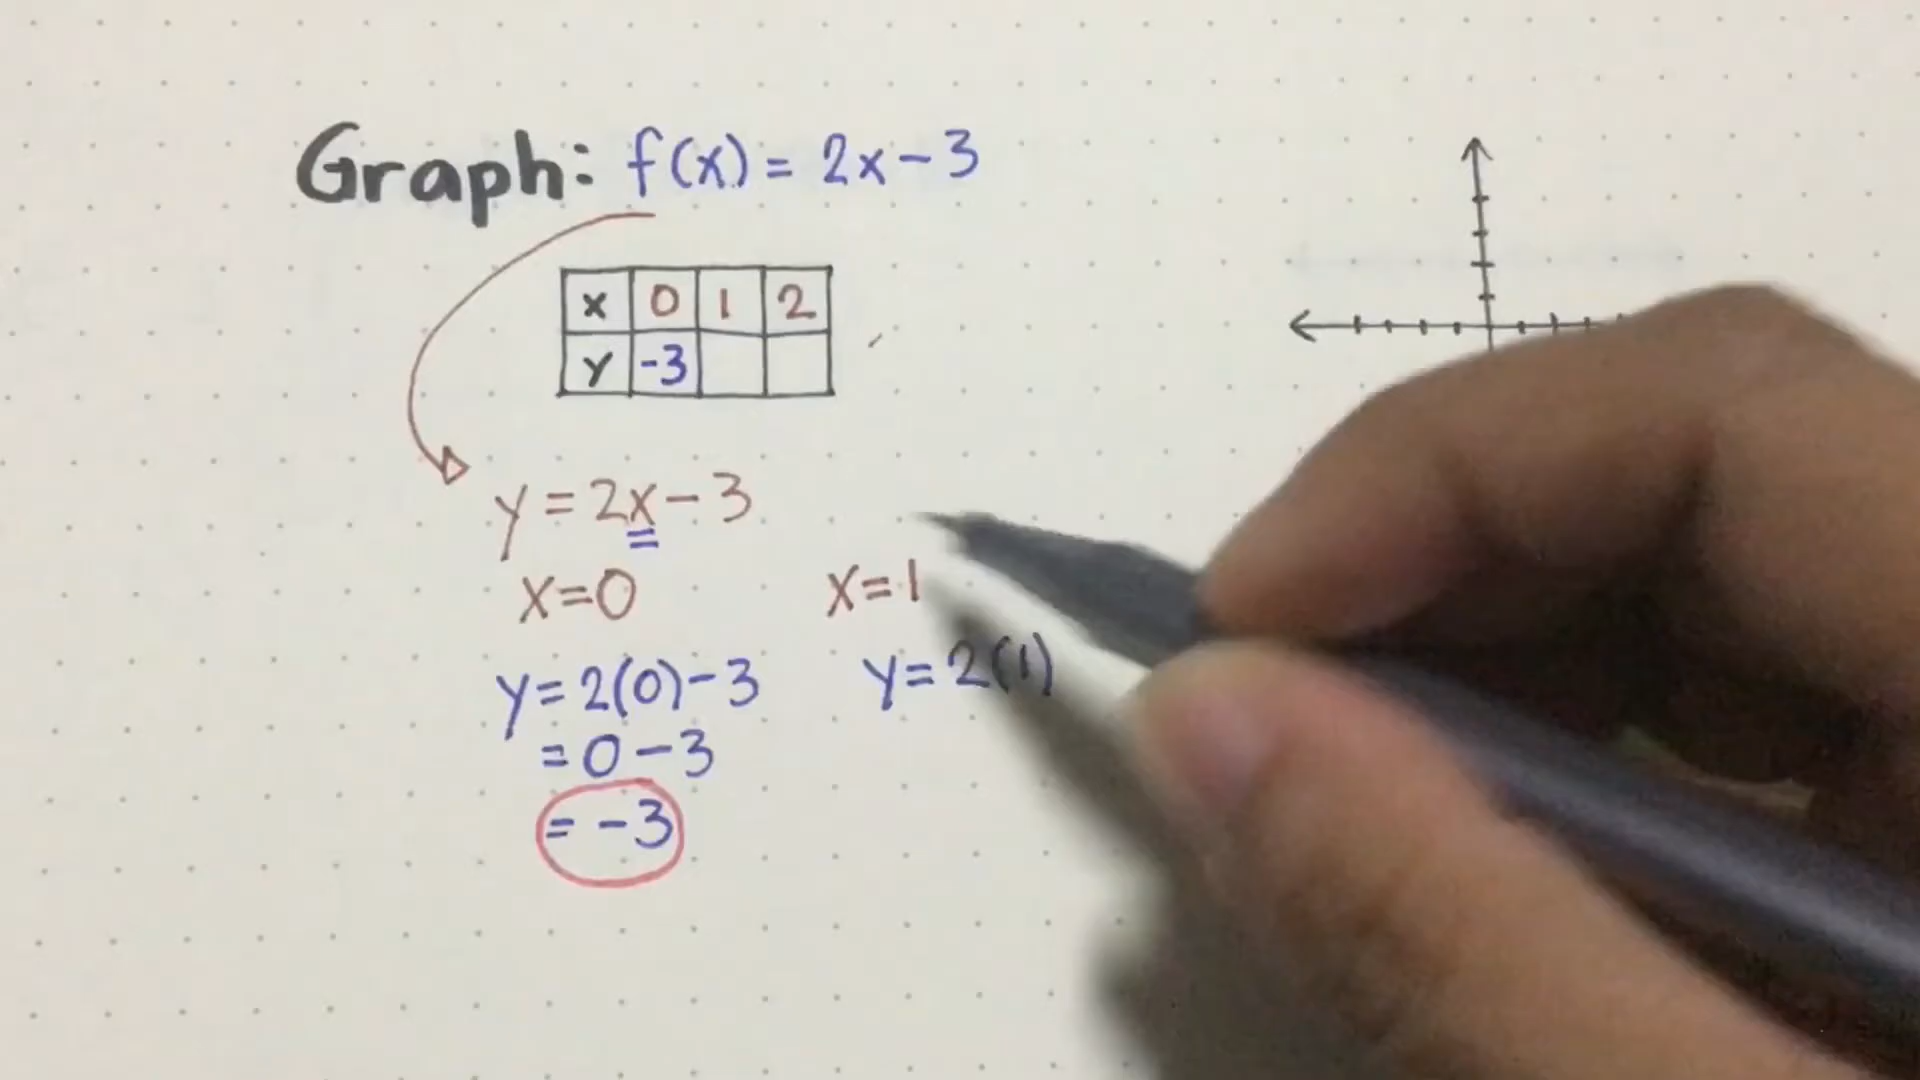 Graph: f(x) = 2x - 3
x 0 1 2
y -3
y = 2x - 3
x = 0
x = 1
y = 2(0) - 3
y = 2(1)
= 0 - 3
= -3